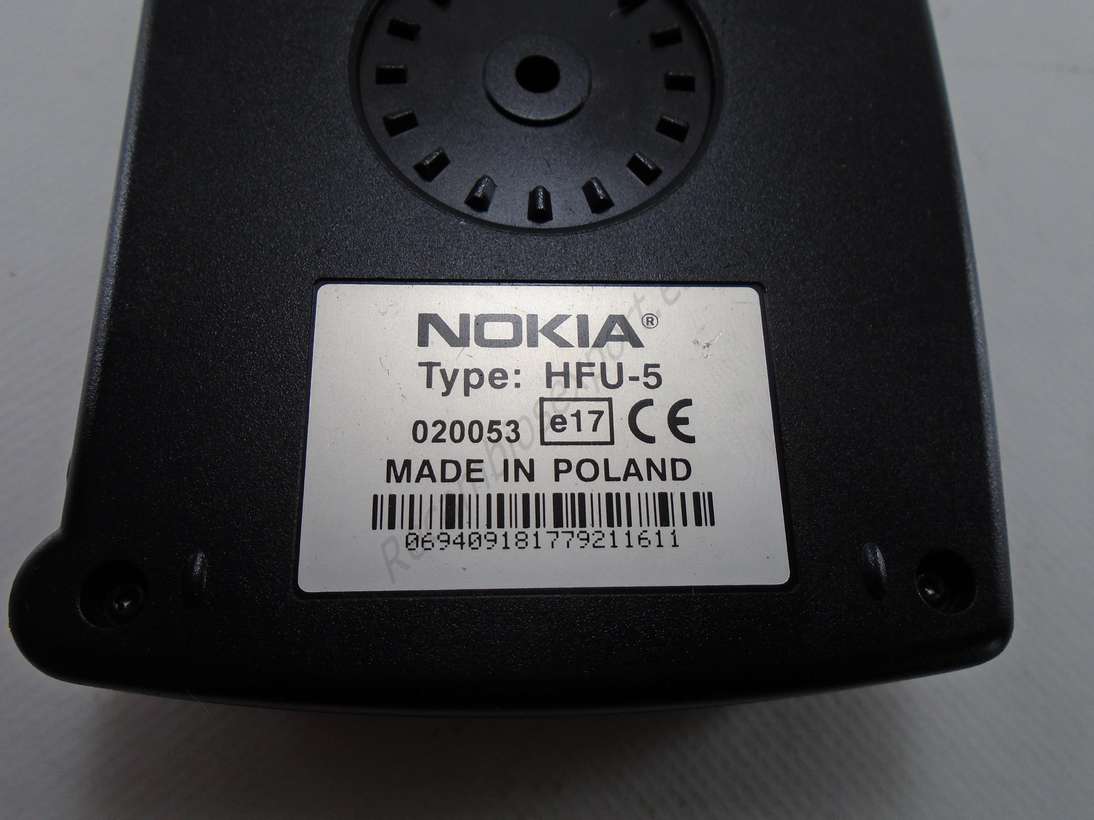 NOKIA®
Type: HFU-5
020053 e17 CE
MADE IN POLAND
069409181779211611